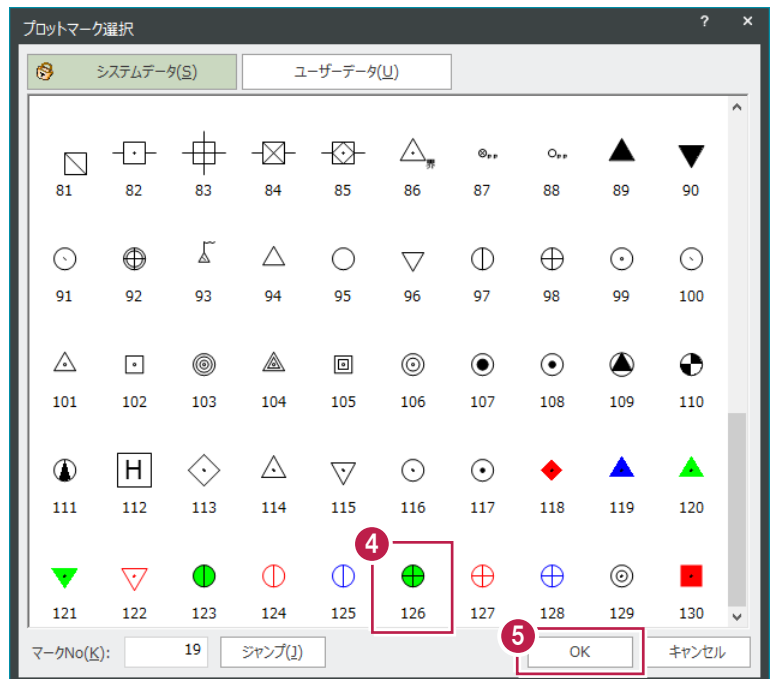 プロットマーク選択 ? ×
システムデータ(S) ユーザーデータ(U)
界 P.P P.P
81 82 83 84 85 86 87 88 89 90
91 92 93 94 95 96 97 98 99 100
101 102 103 104 105 106 107 108 109 110
H
111 112 113 114 115 116 117 118 119 120
4
121 122 123 124 125 126 127 128 129 130
5
マークNo(K): 19 ジャンプ(J) OK キャンセル